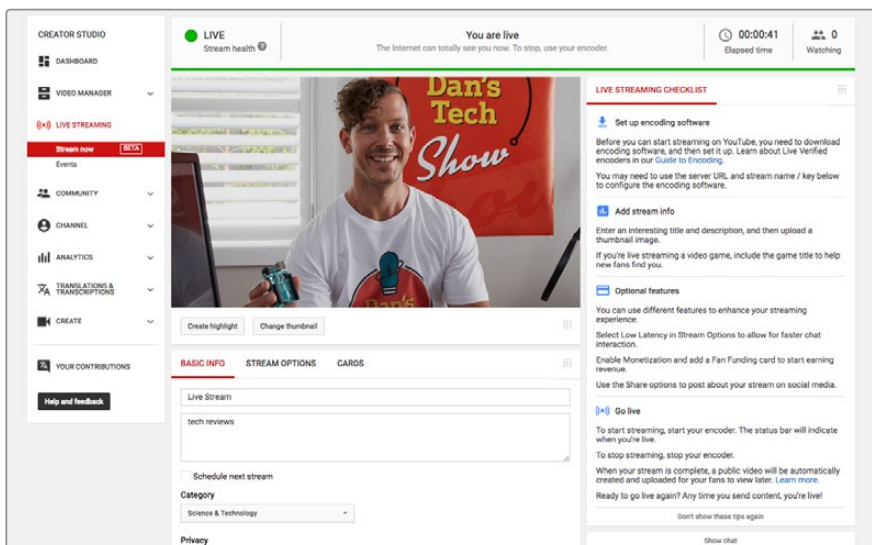 CREATOR STUDIO
DASHBOARD
VIDEO MANAGER
LIVE STREAMING
Stream now BETA
Events
COMMUNITY
CHANNEL
ANALYTICS
TRANSLATIONS &
TRANSCRIPTIONS
CREATE
YOUR CONTRIBUTIONS
Help and feedback
LIVE
Stream health ?
You are live
The Internet can totally see you now. To stop, use your encoder.
00:00:41
Elapsed time
0
Watching
Dan's
Tech
Show
Dan's
Create highlight
Change thumbnail
BASIC INFO STREAM OPTIONS CARDS
Live Stream
tech reviews
Schedule next stream
Category
Science & Technology
Privacy
LIVE STREAMING CHECKLIST
Set up encoding software
Before you can start streaming on YouTube, you need to download
encoding software, and then set it up. Learn about Live Verified
encoders in our Guide to Encoding.
You may need to use the server URL and stream name / key below
to configure the encoding software.
Add stream info
Enter an interesting title and description, and then upload a
thumbnail image.
If you're live streaming a video game, include the game title to help
new fans find you.
Optional features
You can use different features to enhance your streaming
experience.
Select Low Latency in Stream Options to allow for faster chat
interaction.
Enable Monetization and add a Fan Funding card to start earning
revenue.
Use the Share options to post about your stream on social media.
Go live
To start streaming, start your encoder. The status bar will indicate
when you're live.
To stop streaming, stop your encoder.
When your stream is complete, a public video will be automatically
created and uploaded for your fans to view later. Learn more.
Ready to go live again? Any time you send content, you're live!
Don't show these tips again
Show chat